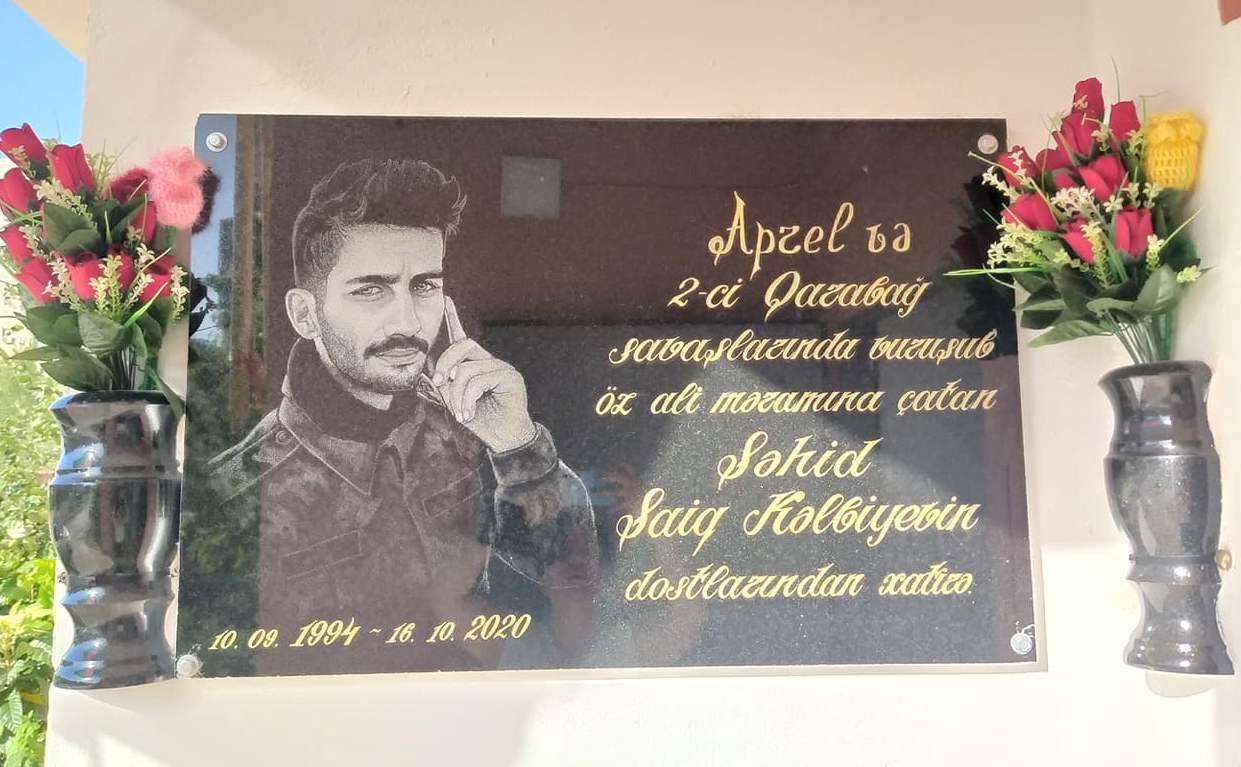 Aprel və
2-ci Qarabağ
savaşlarında vuruşub
öz ali məramına çatan
Şəhid
Saiq Kəlbiyevin
dostlarından xatirə.
10. 09. 1994 ~ 16. 10. 2020